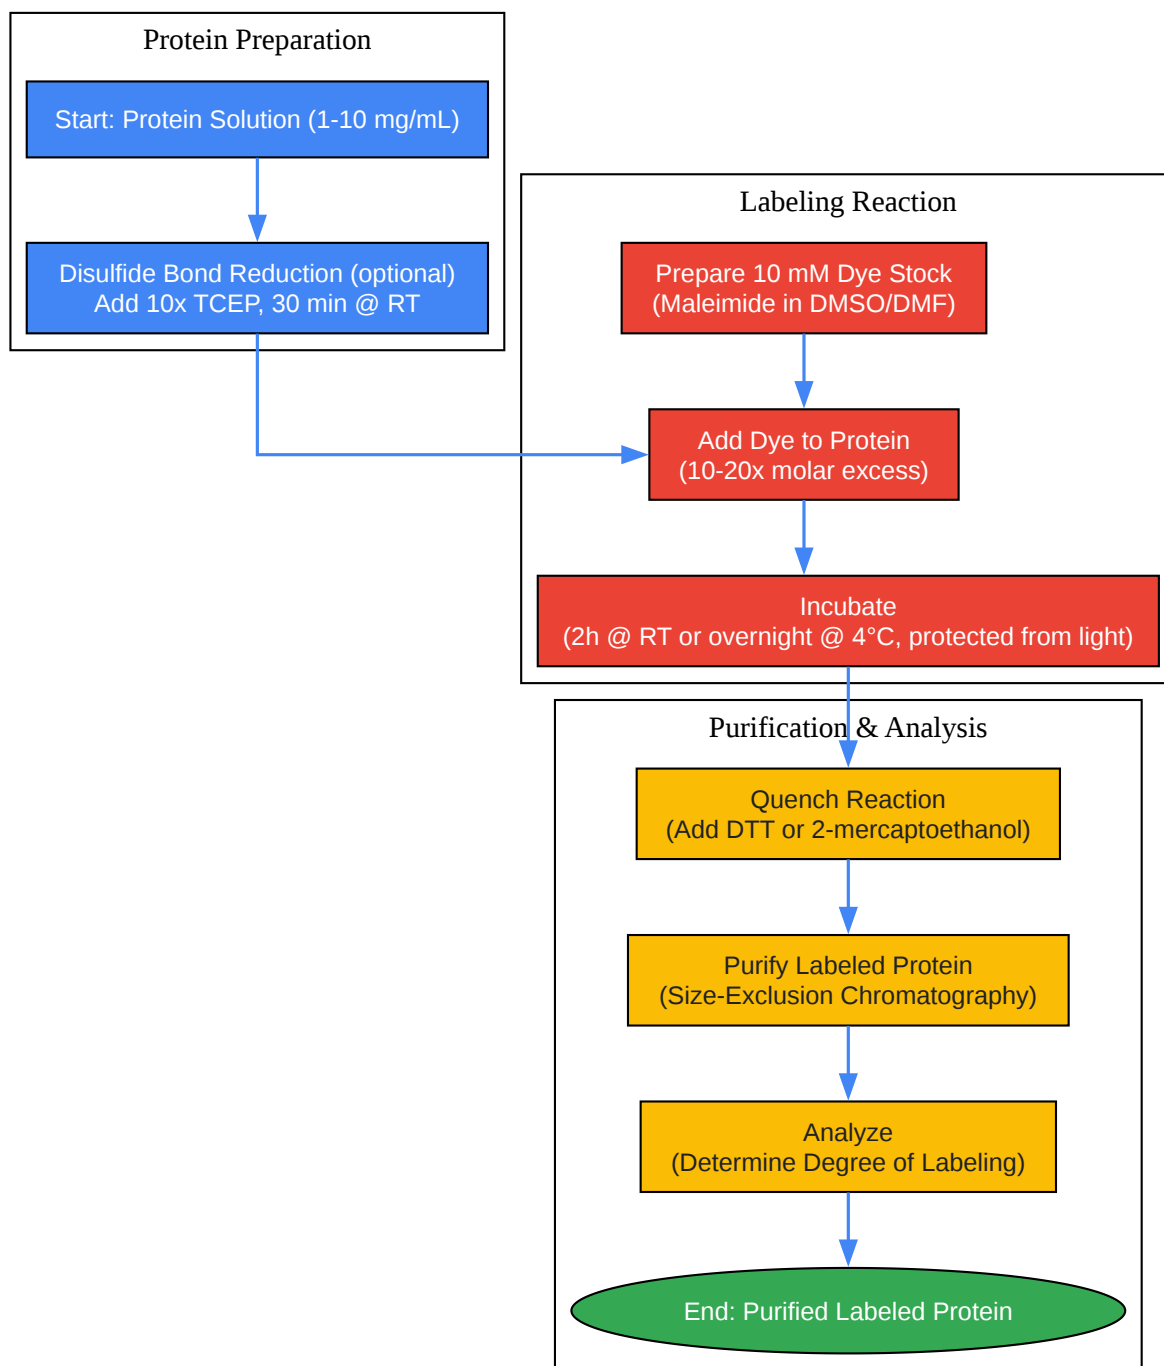 Protein Preparation
Start: Protein Solution (1-10 mg/mL)
Disulfide Bond Reduction (optional)
Add 10x TCEP, 30 min @ RT
Labeling Reaction
Prepare 10 mM Dye Stock
(Maleimide in DMSO/DMF)
Add Dye to Protein
(10-20x molar excess)
Incubate
(2h @ RT or overnight @ 4°C, protected from light)
Purification & Analysis
Quench Reaction
(Add DTT or 2-mercaptoethanol)
Purify Labeled Protein
(Size-Exclusion Chromatography)
Analyze
(Determine Degree of Labeling)
End: Purified Labeled Protein